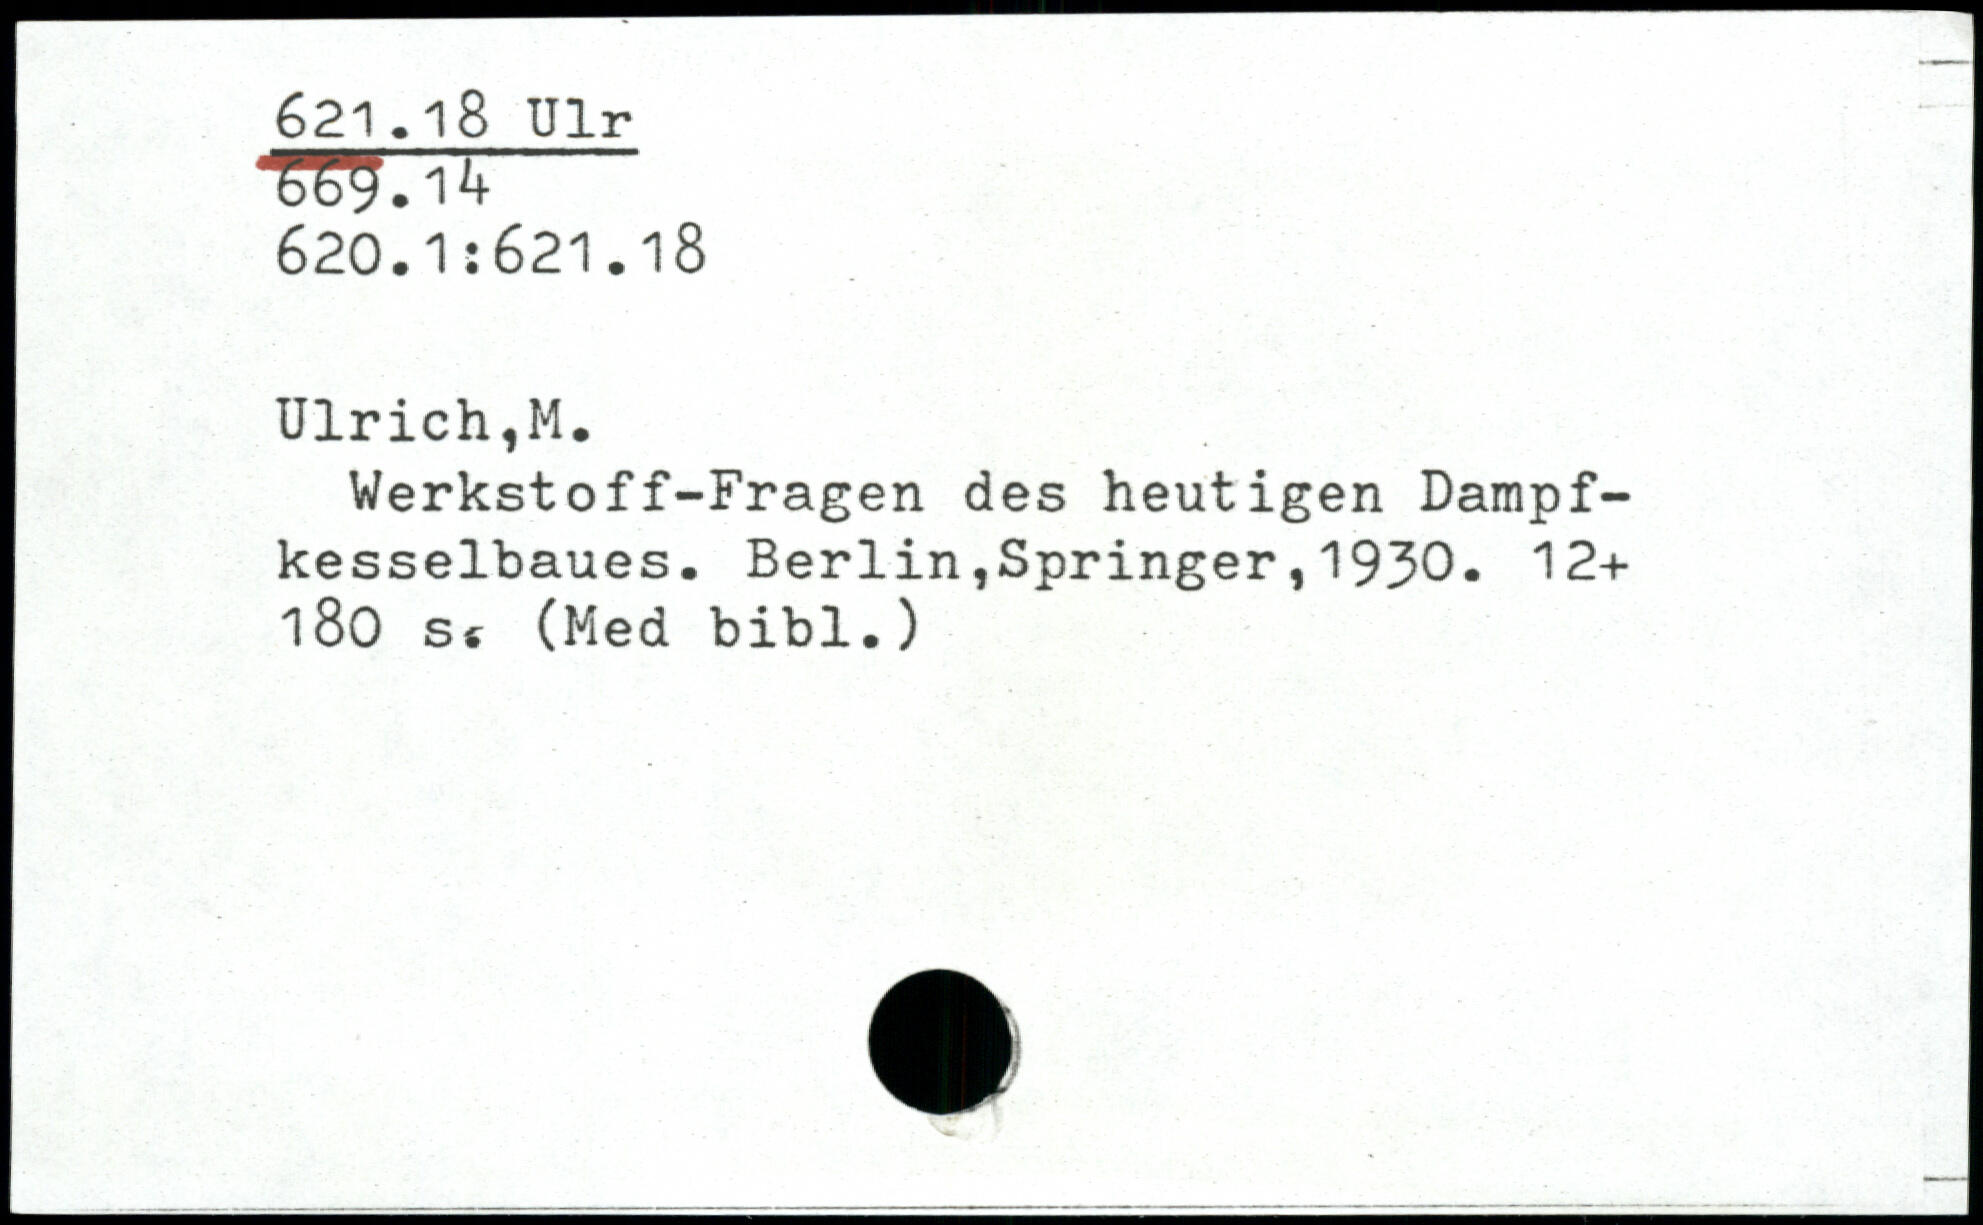 621.18 Ulr
669.14
620.1:621.18
Ulrich,M.
Werkstoff-Fragen des heutigen Dampf-
kesselbaues. Berlin,Springer,1930. 12+
180 s. (Med bibl.)